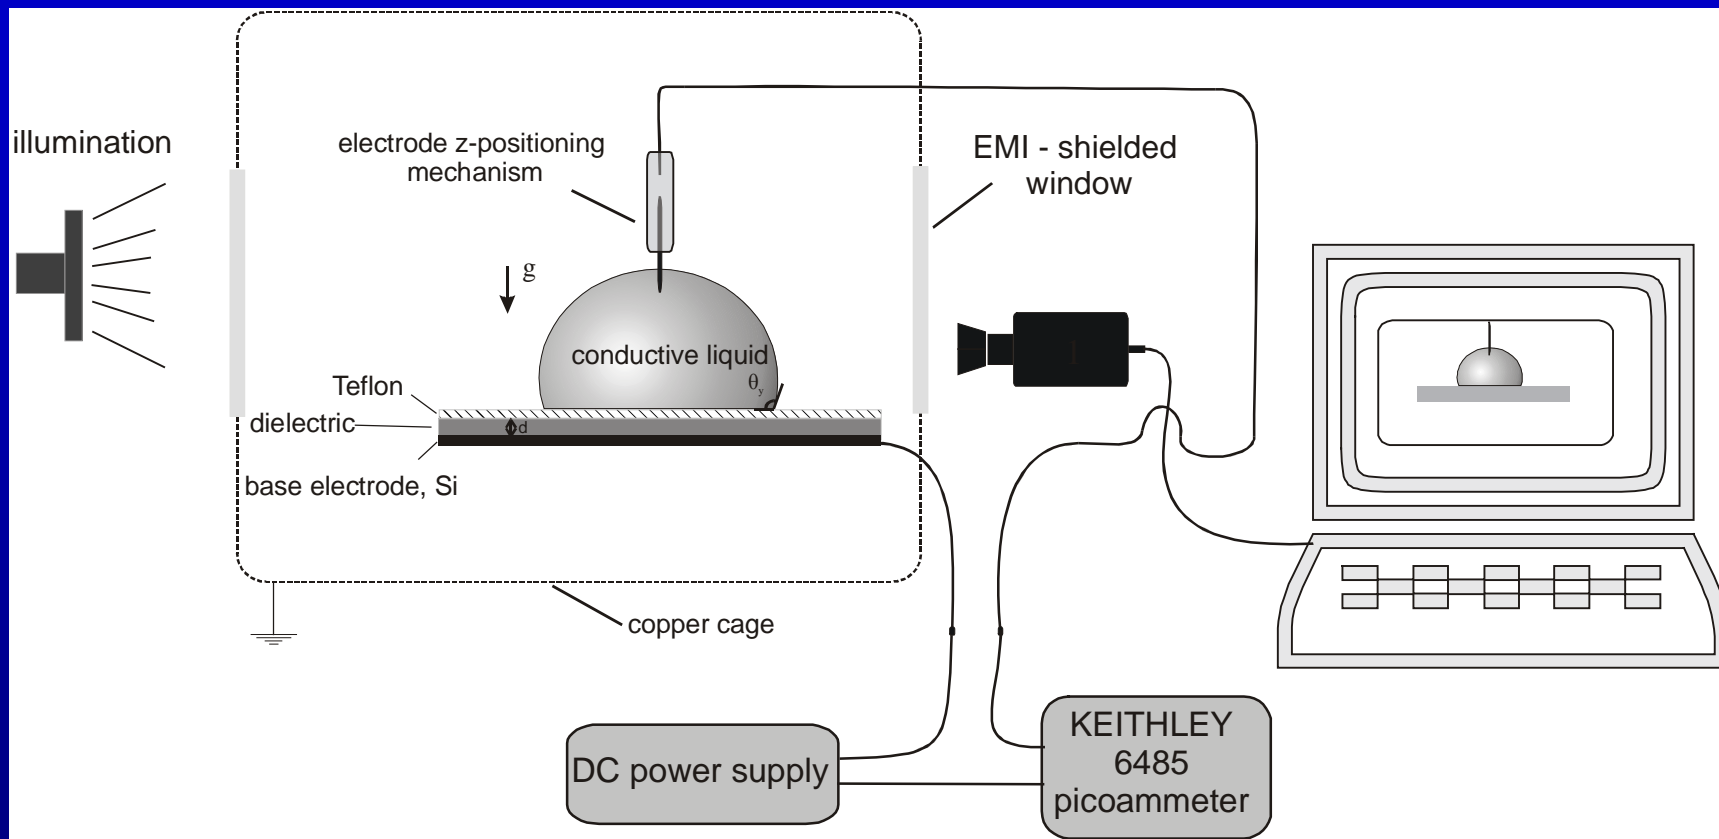 illumination
electrode z-positioning
mechanism
EMI - shielded
window
g
conductive liquid
θy
Teflon
dielectric
d
base electrode, Si
copper cage
DC power supply
KEITHLEY
6485
picoammeter